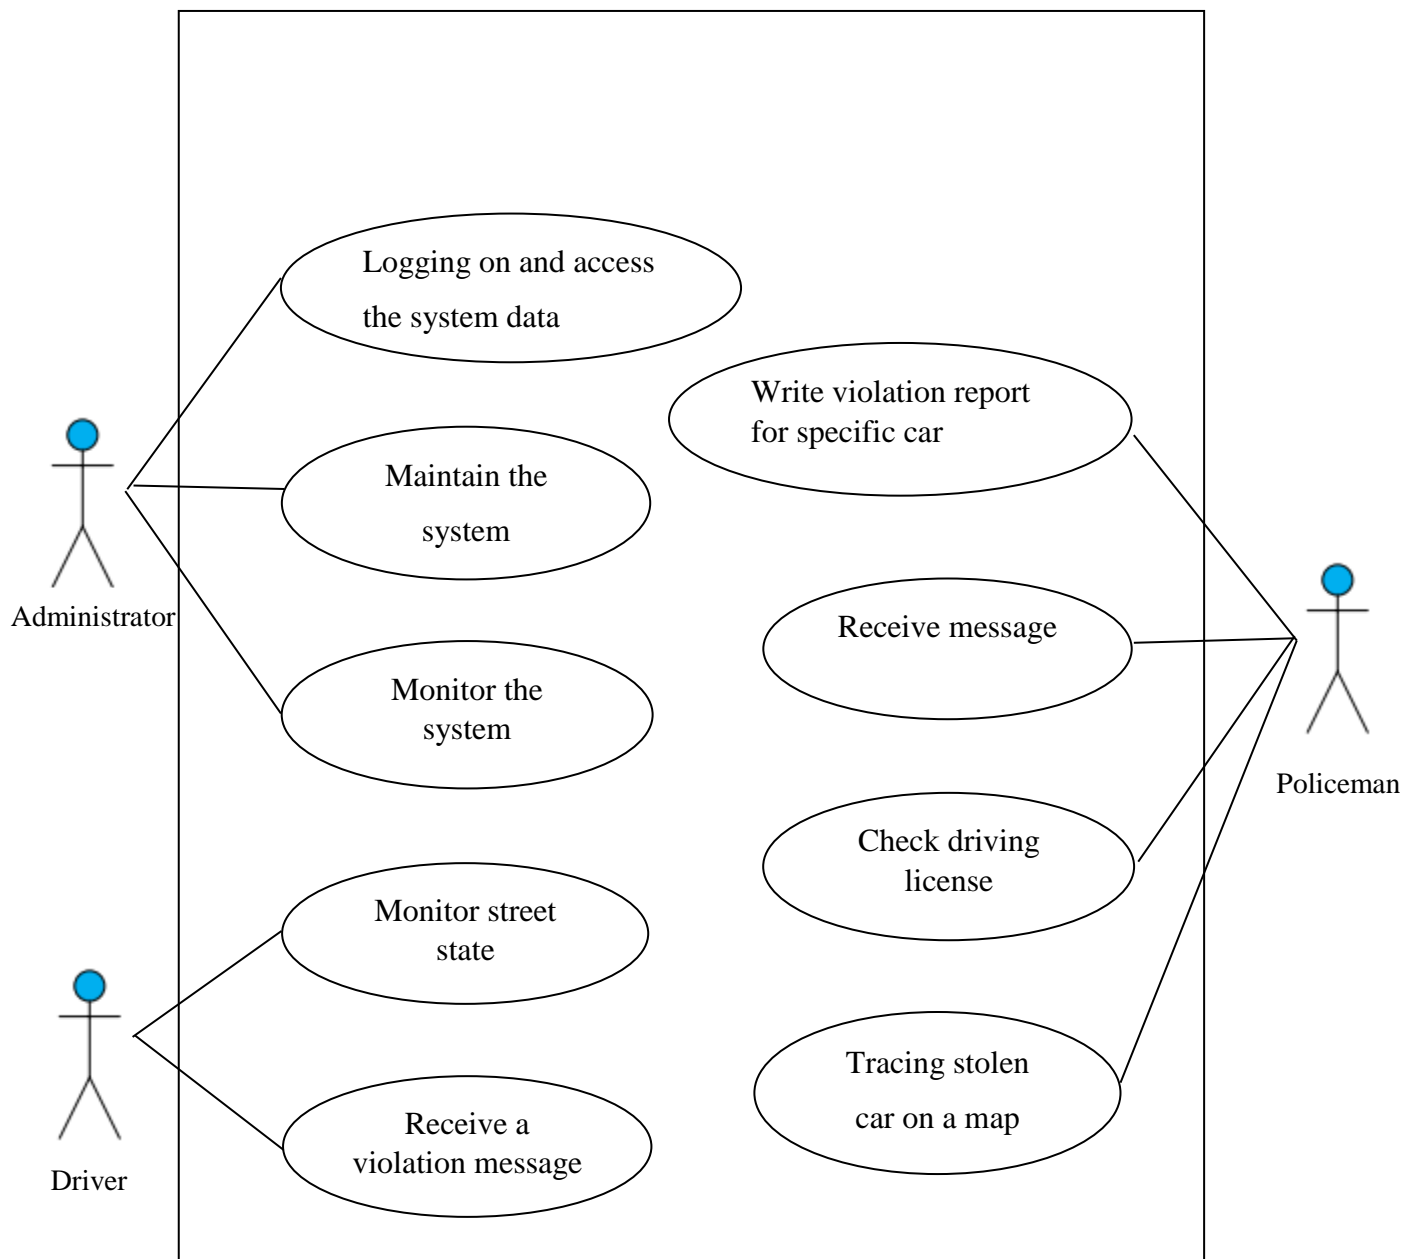 Logging on and access
the system data
Write violation report
for specific car
Maintain the
system
Administrator
Receive message
Monitor the
system
Policeman
Check driving
license
Monitor street
state
Tracing stolen
car on a map
Receive a
violation message
Driver